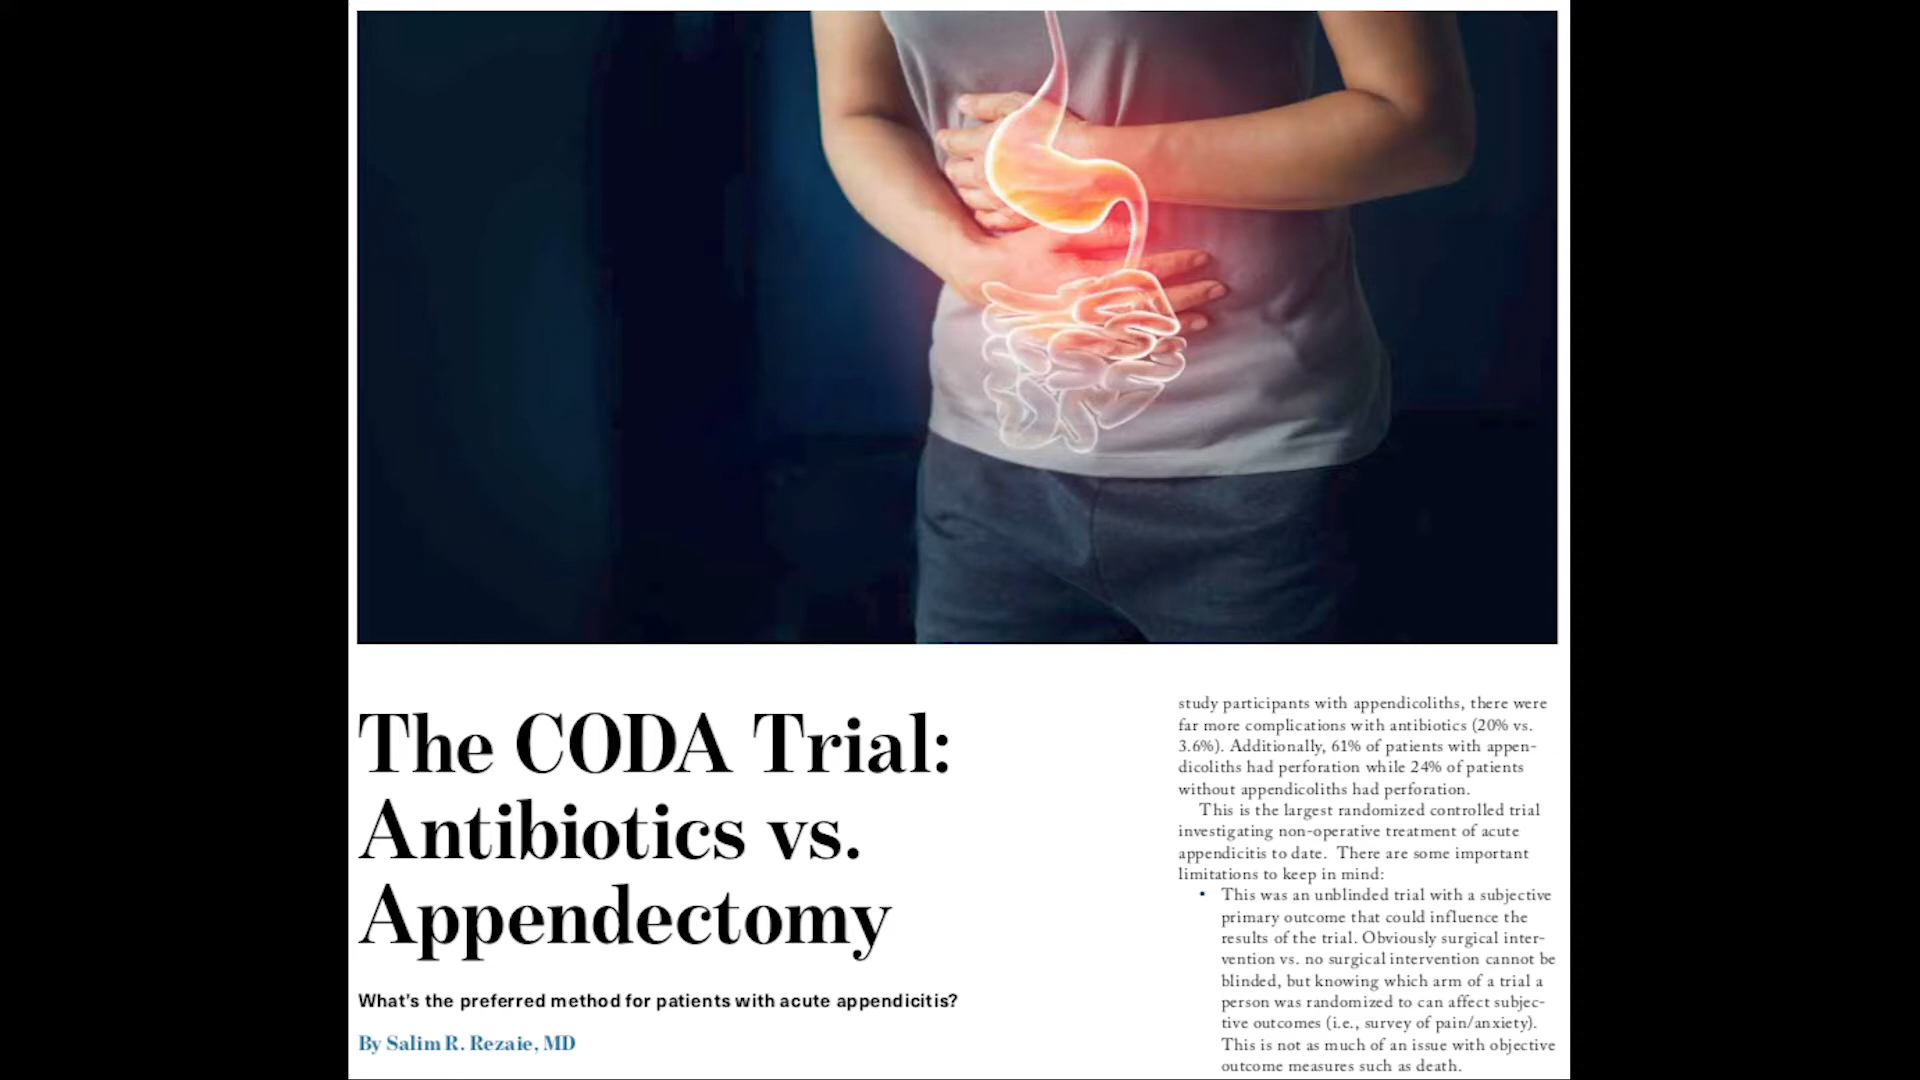 The CODA Trial:
Antibiotics vs.
Appendectomy
What's the preferred method for patients with acute appendicitis?
By Salim R. Rezaie, MD
study participants with appendicoliths, there were
far more complications with antibiotics (20% vs.
3.6%). Additionally, 61% of patients with appen-
dicoliths had perforation while 24% of patients
without appendicoliths had perforation.
This is the largest randomized controlled trial
investigating non-operative treatment of acute
appendicitis to date. There are some important
limitations to keep in mind:
• This was an unblinded trial with a subjective
primary outcome that could influence the
results of the trial. Obviously surgical inter-
vention vs. no surgical intervention cannot be
blinded, but knowing which arm of a trial a
person was randomized to can affect subjec-
tive outcomes (i.e., survey of pain/anxiety).
This is not as much of an issue with objective
outcome measures such as death.